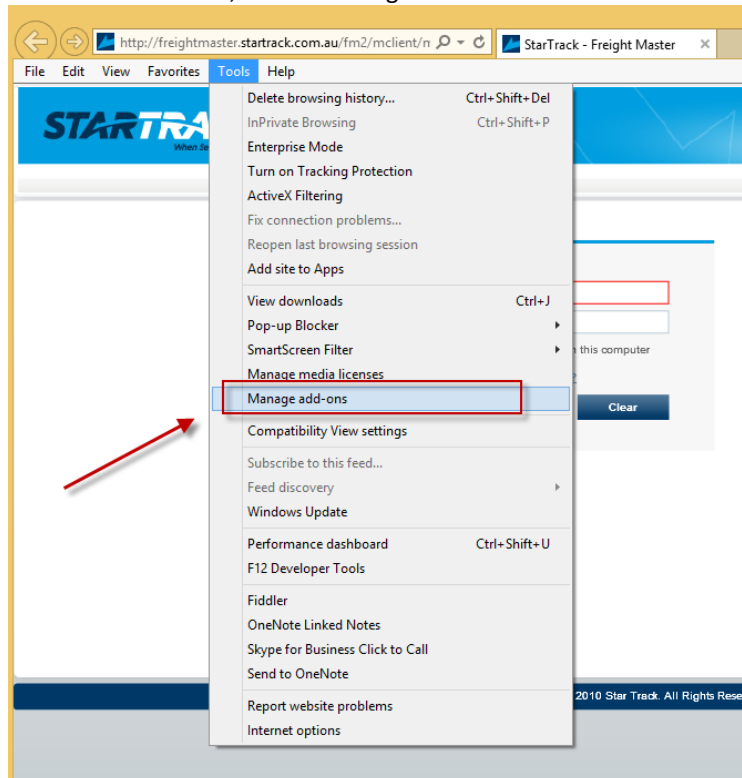 http://freightmaster.startrack.com.au/fm2/mclient/n
StarTrack - Freight Master
File Edit View Favorites Tools Help
STARTRA
When Se
Delete browsing history... Ctrl+Shift+Del
InPrivate Browsing Ctrl+Shift+P
Enterprise Mode
Turn on Tracking Protection
ActiveX Filtering
Fix connection problems...
Reopen last browsing session
Add site to Apps
View downloads Ctrl+J
Pop-up Blocker
SmartScreen Filter
this computer
Manage media licenses
Manage add-ons
Clear
Compatibility View settings
Subscribe to this feed...
Feed discovery
Windows Update
Performance dashboard Ctrl+Shift+U
F12 Developer Tools
Fiddler
OneNote Linked Notes
Skype for Business Click to Call
Send to OneNote
2010 Star Track. All Rights Rese
Report website problems
Internet options